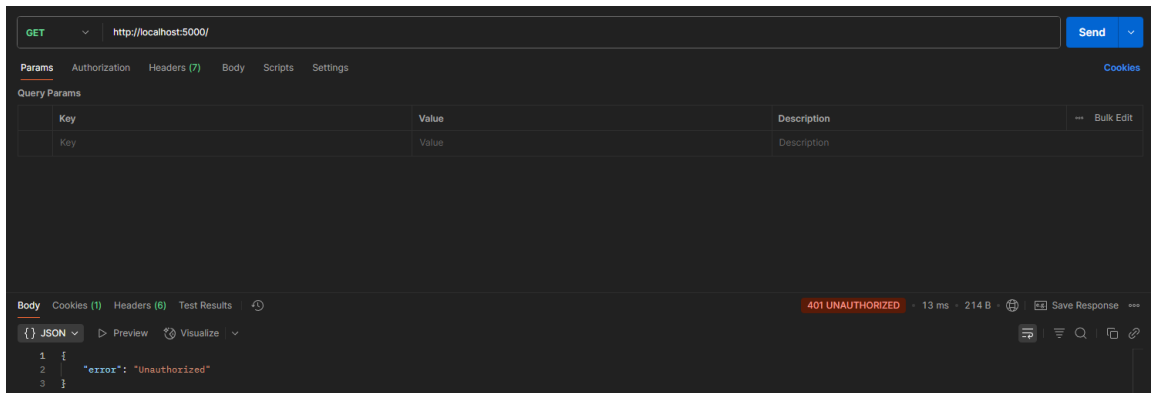 GET http://localhost:5000/ Send
Params Authorization Headers (7) Body Scripts Settings Cookies
Query Params
Key Value Description ••• Bulk Edit
Key Value Description
Body Cookies (1) Headers (6) Test Results 401 UNAUTHORIZED • 13 ms • 214 B • e.g. Save Response •••
{} JSON Preview Visualize
1 {
2 "error": "Unauthorized"
3 }